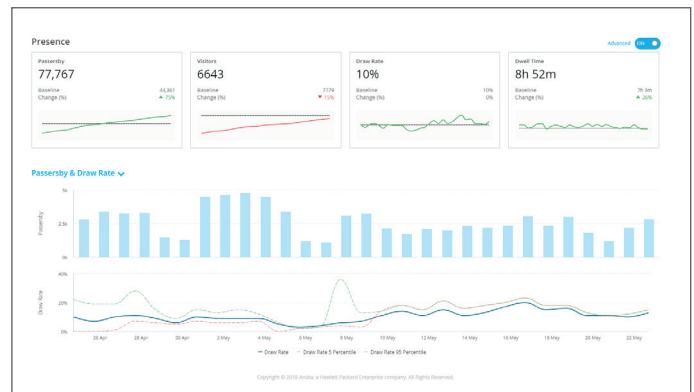 Presence
Advanced ON
Passersby
77,767
Baseline 44,361
Change (%) ▲ 75%
Visitors
6643
Baseline 7779
Change (%) ▼ 15%
Draw Rate
10%
Baseline 10%
Change (%) 0%
Dwell Time
8h 52m
Baseline 7h 3m
Change (%) ▲ 26%
Passersby & Draw Rate
Passersby
5k
2.5k
0%
Draw Rate
40%
20%
0%
26 Apr 28 Apr 30 Apr 2 May 4 May 6 May 8 May 10 May 12 May 14 May 16 May 18 May 20 May 22 May
Draw Rate Draw Rate 5 Percentile Draw Rate 95 Percentile
Copyright © 2018 Aruba, a Hewlett Packard Enterprise company. All Rights Reserved.